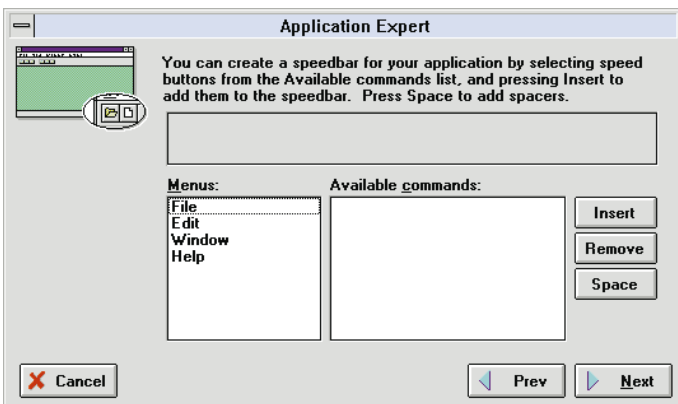 Application Expert
You can create a speedbar for your application by selecting speed
buttons from the Available commands list, and pressing Insert to
add them to the speedbar.  Press Space to add spacers.
Menus:
Available commands:
File
Edit
Window
Help
Insert
Remove
Space
Cancel
Prev
Next